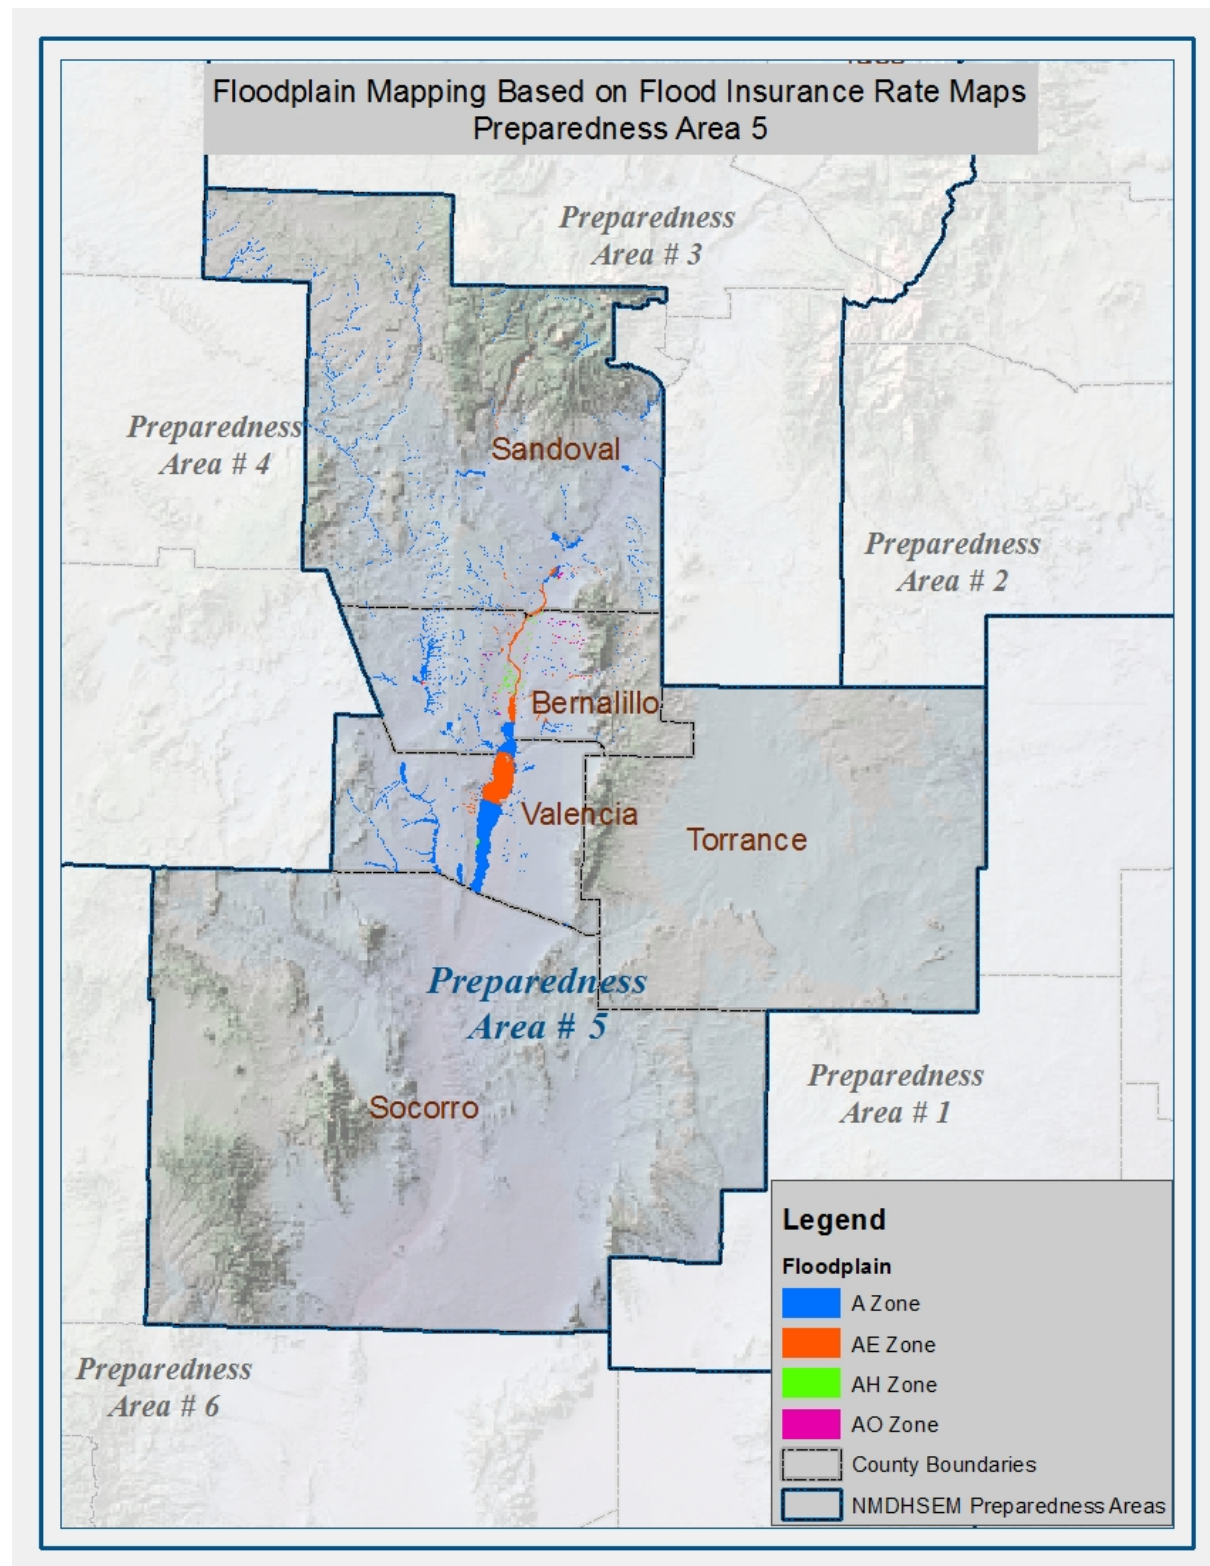 Floodplain Mapping Based on Flood Insurance Rate Maps
Preparedness Area 5
Preparedness
Area # 3
Preparedness
Area # 4
Sandoval
Preparedness
Area # 2
Bernalillo
Valencia
Torrance
Preparedness
Area # 5
Preparedness
Area # 1
Socorro
Preparedness
Area # 6
Legend
Floodplain
A Zone
AE Zone
AH Zone
AO Zone
County Boundaries
NMDHSEM Preparedness Areas